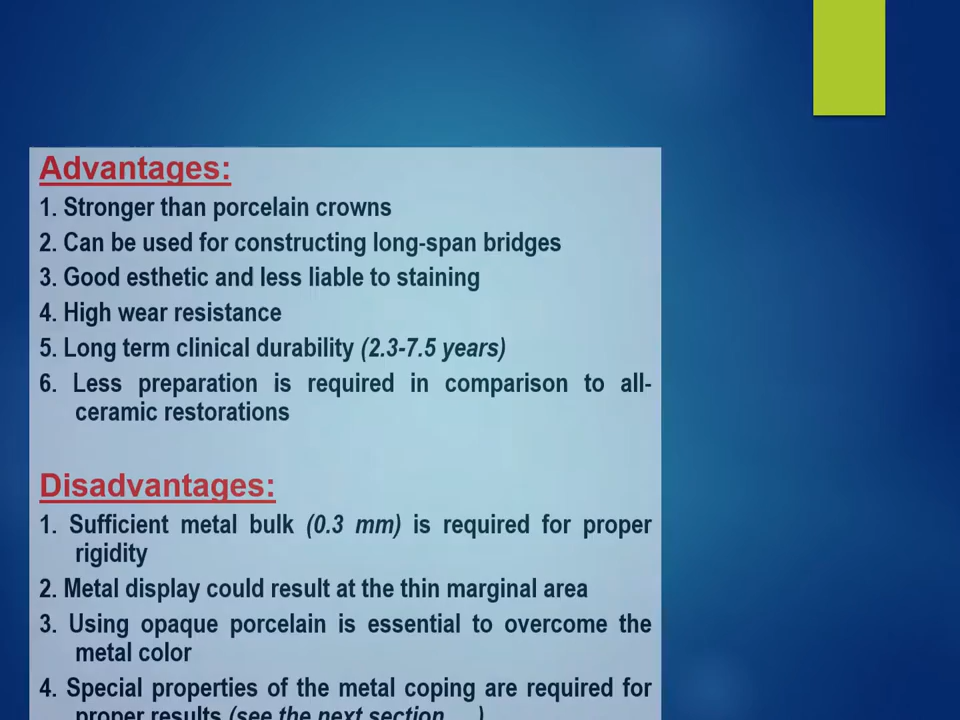 Advantages:
1. Stronger than porcelain crowns
2. Can be used for constructing long-span bridges
3. Good esthetic and less liable to staining
4. High wear resistance
5. Long term clinical durability (2.3-7.5 years)
6. Less preparation is required in comparison to all-
ceramic restorations
Disadvantages:
1. Sufficient metal bulk (0.3 mm) is required for proper
rigidity
2. Metal display could result at the thin marginal area
3. Using opaque porcelain is essential to overcome the
metal color
4. Special properties of the metal coping are required for
proper results (see the next section....)